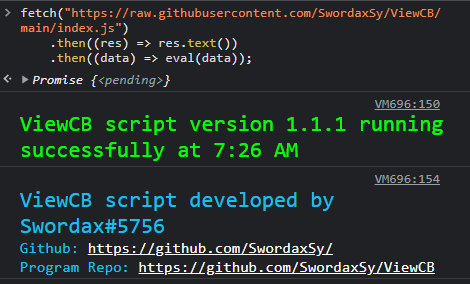 > fetch("https://raw.githubusercontent.com/SwordaxSy/ViewCB/
main/index.js")
.then((res) => res.text())
.then((data) => eval(data));
Promise {<pending>}
VM696:150
ViewCB script version 1.1.1 running
successfully at 7:26 AM
VM696:154
ViewCB script developed by
Swordax#5756
Github: https://github.com/SwordaxSy/
Program Repo: https://github.com/SwordaxSy/ViewCB